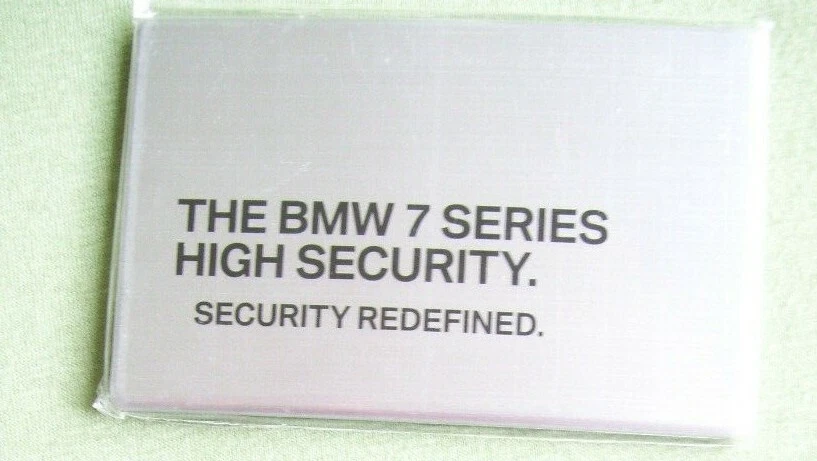 THE BMW 7 SERIES
HIGH SECURITY.
SECURITY REDEFINED.